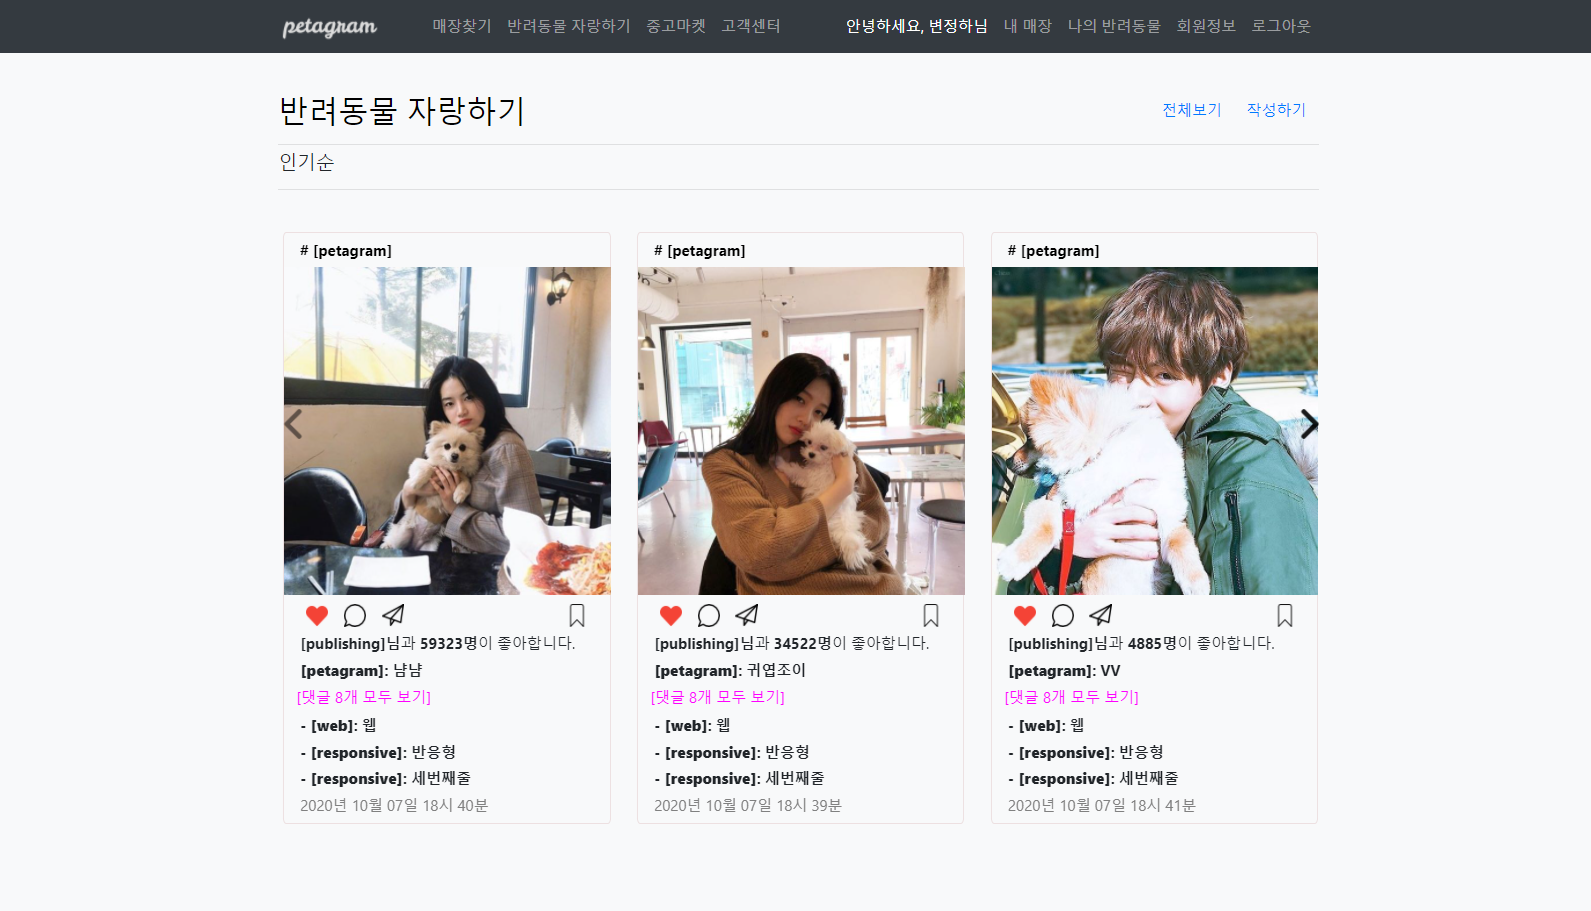 petagram 매장찾기 반려동물 자랑하기 중고마켓 고객센터 안녕하세요, 변정하님 내 매장 나의 반려동물 회원정보 로그아웃
반려동물 자랑하기 전체보기 작성하기
인기순
# [petagram]
[publishing]님과 59323명이 좋아합니다.
[petagram]: 냠냠
[댓글 8개 모두 보기]
- [web]: 웹
- [responsive]: 반응형
- [responsive]: 세번째줄
2020년 10월 07일 18시 40분
# [petagram]
[publishing]님과 34522명이 좋아합니다.
[petagram]: 귀엽조이
[댓글 8개 모두 보기]
- [web]: 웹
- [responsive]: 반응형
- [responsive]: 세번째줄
2020년 10월 07일 18시 39분
# [petagram]
[publishing]님과 4885명이 좋아합니다.
[petagram]: VV
[댓글 8개 모두 보기]
- [web]: 웹
- [responsive]: 반응형
- [responsive]: 세번째줄
2020년 10월 07일 18시 41분